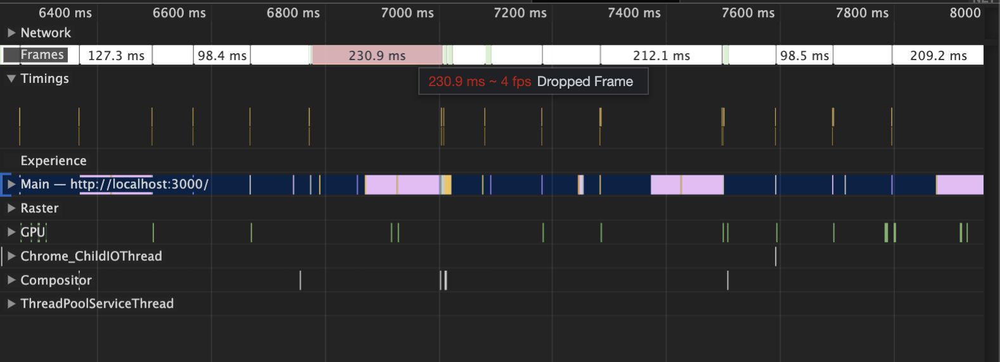 6400 ms 6600 ms 6800 ms 7000 ms 7200 ms 7400 ms 7600 ms 7800 ms 8000
Network
Frames 127.3 ms 98.4 ms 230.9 ms 212.1 ms 98.5 ms 209.2 ms
Timings
230.9 ms ~ 4 fps Dropped Frame
Experience
Main — http://localhost:3000/
Raster
GPU
Chrome_ChildIOThread
Compositor
ThreadPoolServiceThread